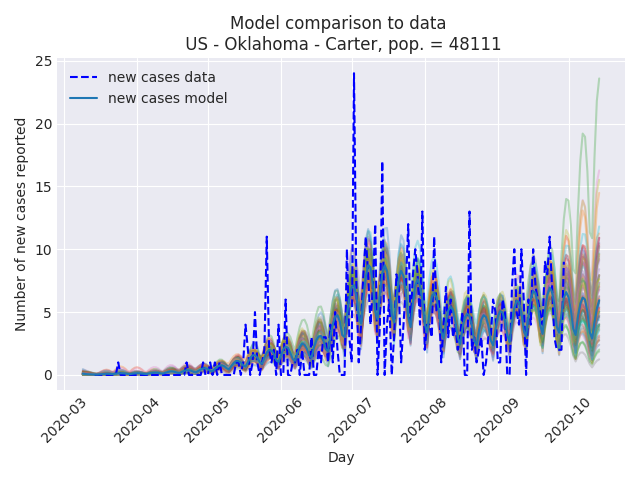 Model comparison to data
US - Oklahoma - Carter, pop. = 48111
new cases data
new cases model
Number of new cases reported
25
20
15
10
5
0
2020-03
2020-04
2020-05
2020-06
2020-07
2020-08
2020-09
2020-10
Day